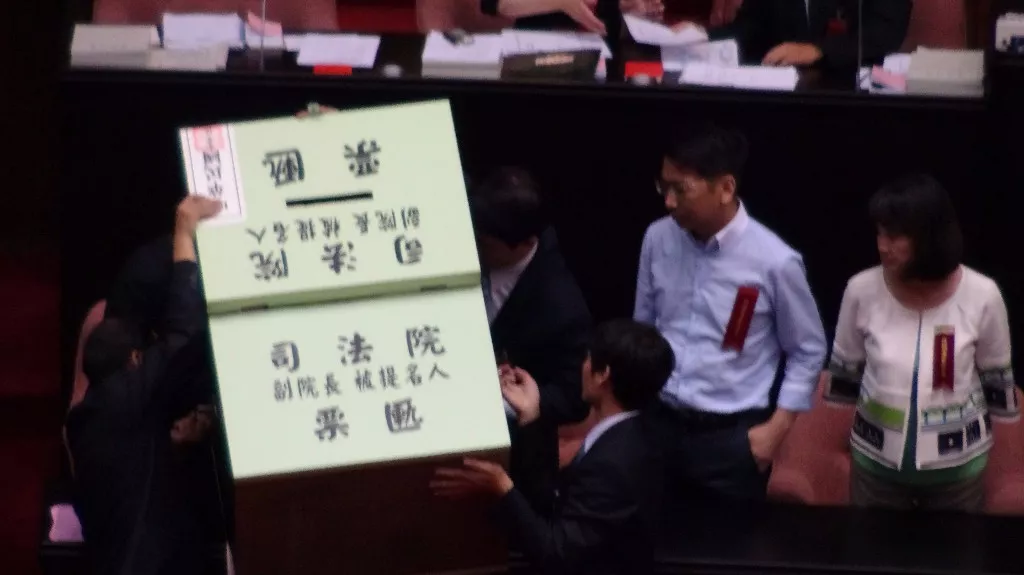 司法院
副院長被提名人
票匭
司法院
副院長 被提名人
票匭